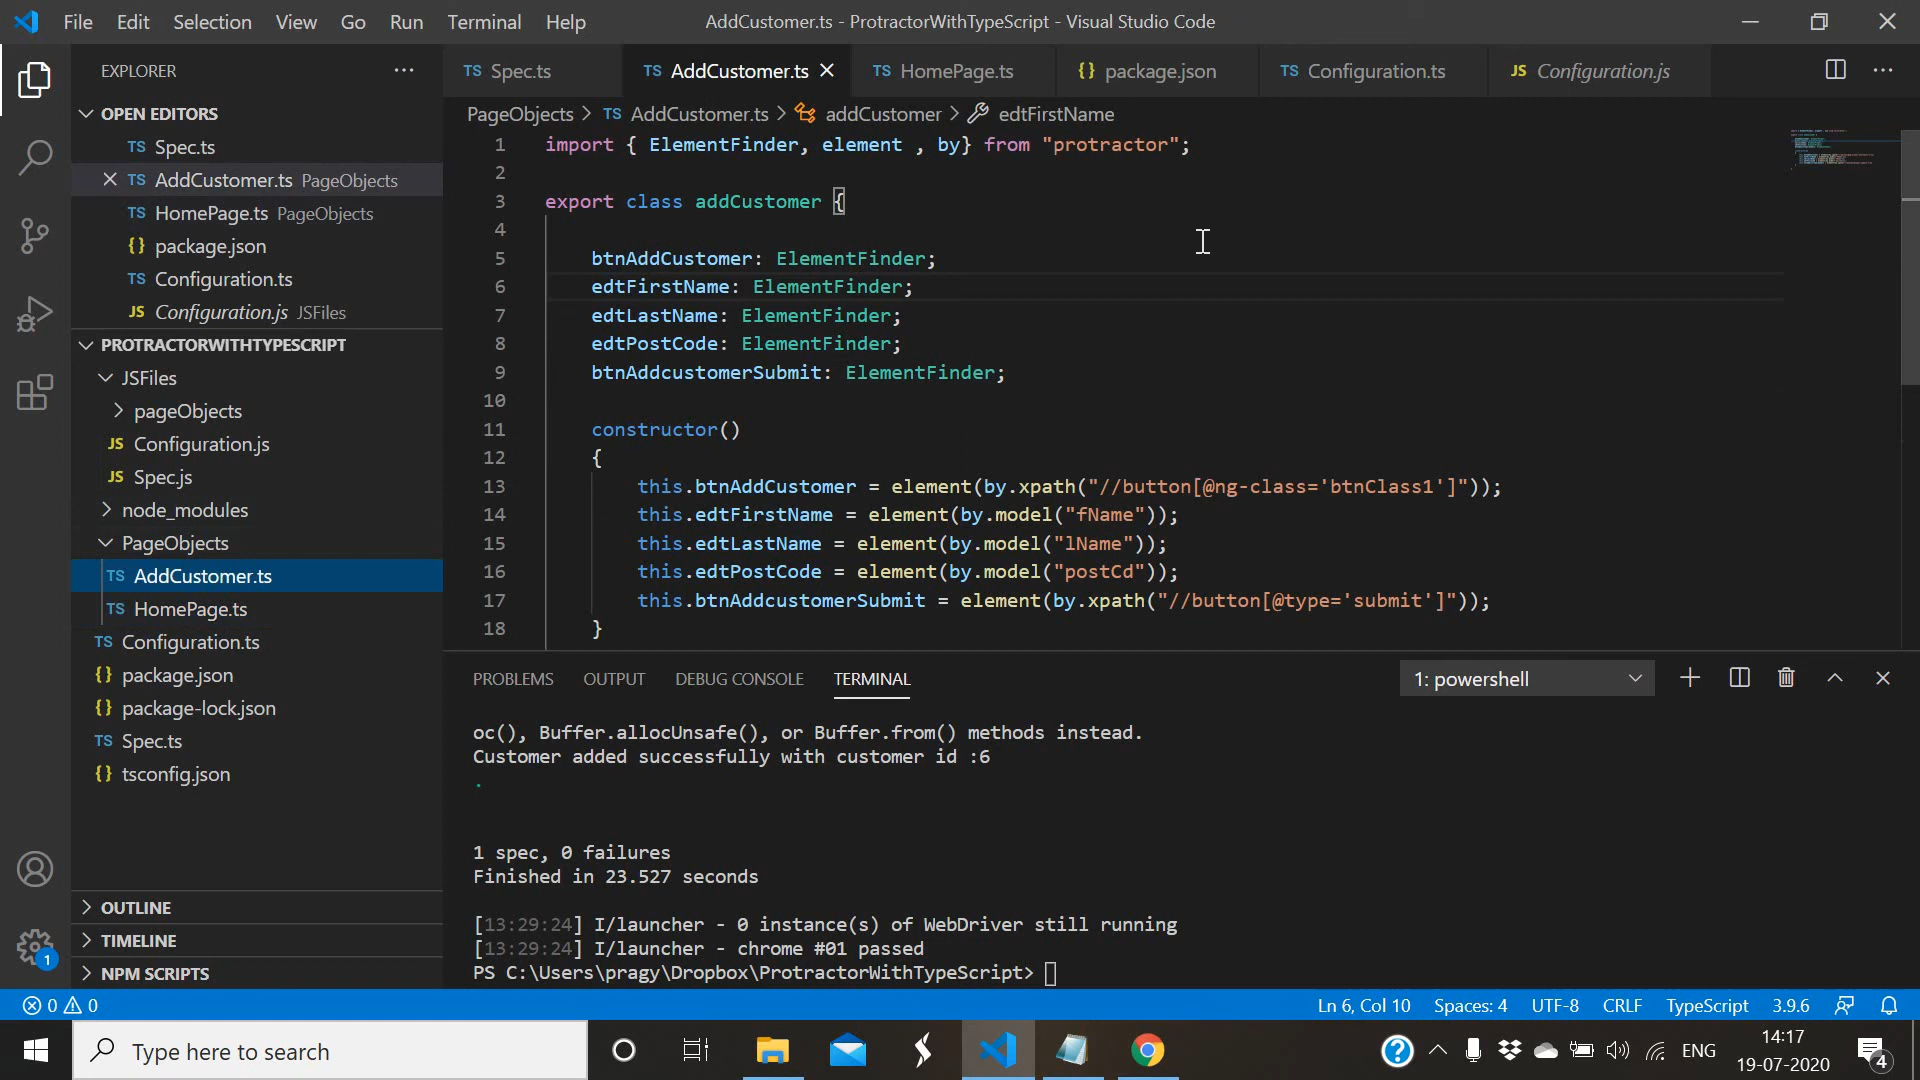 File Edit Selection View Go Run Terminal Help
AddCustomer.ts - ProtractorWithTypeScript - Visual Studio Code
EXPLORER
OPEN EDITORS
TS Spec.ts
TS AddCustomer.ts PageObjects
TS HomePage.ts PageObjects
{} package.json
TS Configuration.ts
JS Configuration.js JSFiles
PROTRACTORWITHTYPESCRIPT
JSFiles
pageObjects
JS Configuration.js
JS Spec.js
node_modules
PageObjects
TS AddCustomer.ts
TS HomePage.ts
TS Configuration.ts
{} package.json
{} package-lock.json
TS Spec.ts
{} tsconfig.json
OUTLINE
TIMELINE
NPM SCRIPTS
1
TS Spec.ts TS AddCustomer.ts TS HomePage.ts {} package.json TS Configuration.ts JS Configuration.js
PageObjects > TS AddCustomer.ts > addCustomer > edtFirstName
1 import { ElementFinder, element , by} from "protractor";
2
3 export class addCustomer {
4
5 btnAddCustomer: ElementFinder;
6 edtFirstName: ElementFinder;
7 edtLastName: ElementFinder;
8 edtPostCode: ElementFinder;
9 btnAddcustomerSubmit: ElementFinder;
10
11 constructor()
12 {
13 this.btnAddCustomer = element(by.xpath("//button[@ng-class='btnClass1']"));
14 this.edtFirstName = element(by.model("fName"));
15 this.edtLastName = element(by.model("lName"));
16 this.edtPostCode = element(by.model("postCd"));
17 this.btnAddcustomerSubmit = element(by.xpath("//button[@type='submit']"));
18 }
PROBLEMS OUTPUT DEBUG CONSOLE TERMINAL
1: powershell
oc(), Buffer.allocUnsafe(), or Buffer.from() methods instead.
Customer added successfully with customer id :6
.
1 spec, 0 failures
Finished in 23.527 seconds
[13:29:24] I/launcher - 0 instance(s) of WebDriver still running
[13:29:24] I/launcher - chrome #01 passed
PS C:\Users\pragy\Dropbox\ProtractorWithTypeScript>
0 0
Ln 6, Col 10 Spaces: 4 UTF-8 CRLF TypeScript 3.9.6
Type here to search
ENG
14:17
19-07-2020
4